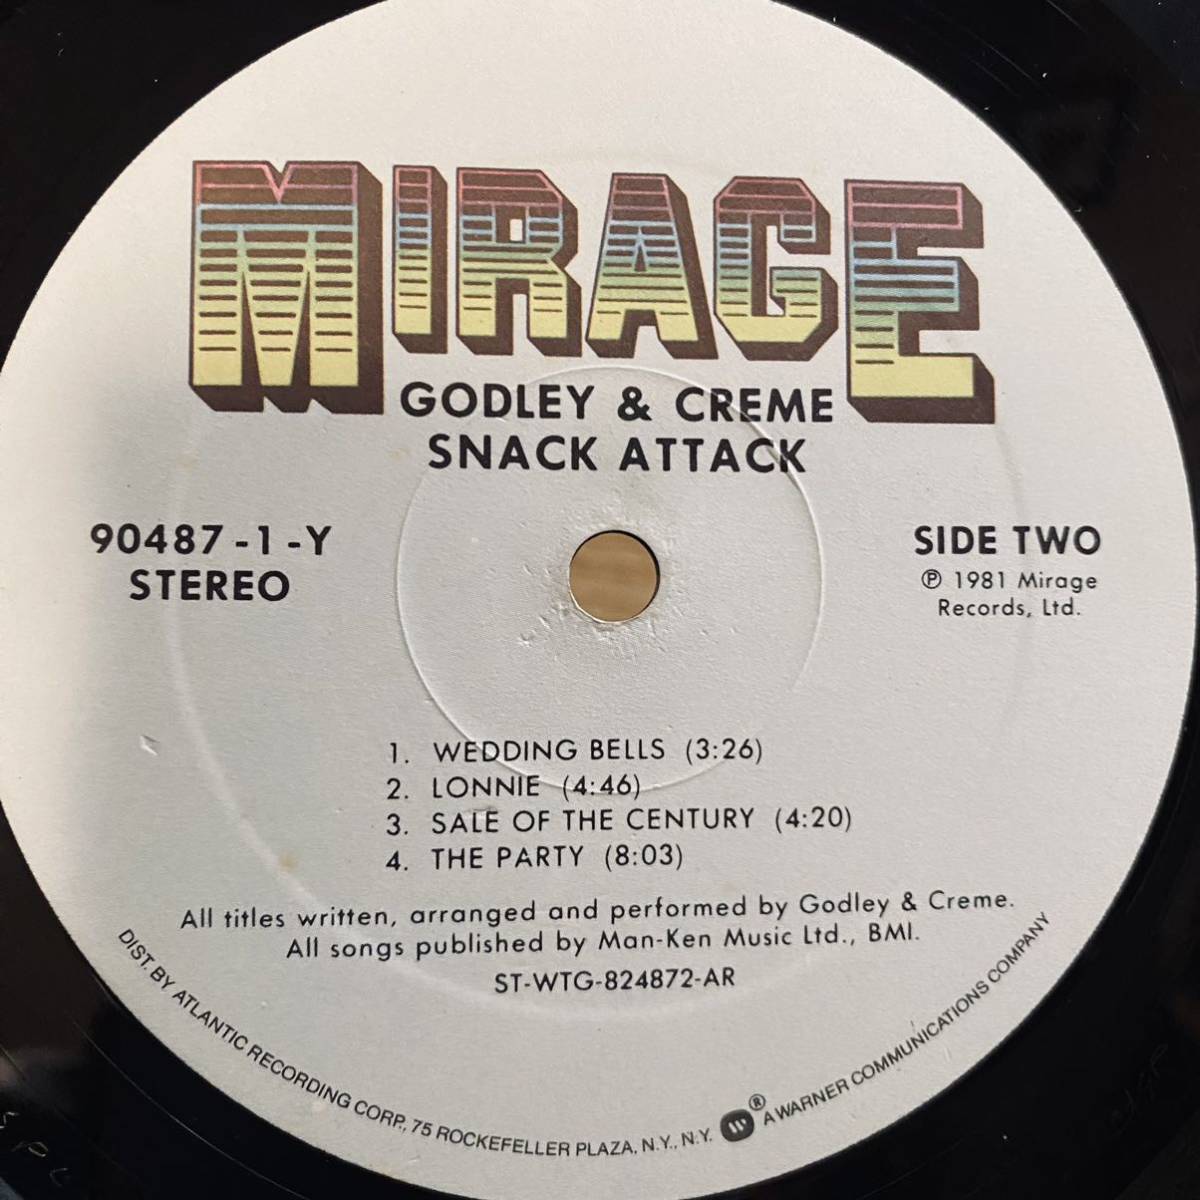 MIRAGE
GODLEY & CREME
SNACK ATTACK
90487-1-Y
STEREO
SIDE TWO
℗ 1981 Mirage
Records, Ltd.
1. WEDDING BELLS (3:26)
2. LONNIE (4:46)
3. SALE OF THE CENTURY (4:20)
4. THE PARTY (8:03)
All titles written, arranged and performed by Godley & Creme.
All songs published by Man-Ken Music Ltd., BMI.
ST-WTG-824872-AR
DIST. BY ATLANTIC RECORDING CORP., 75 ROCKEFELLER PLAZA, N.Y., N.Y. ® A WARNER COMMUNICATIONS COMPANY